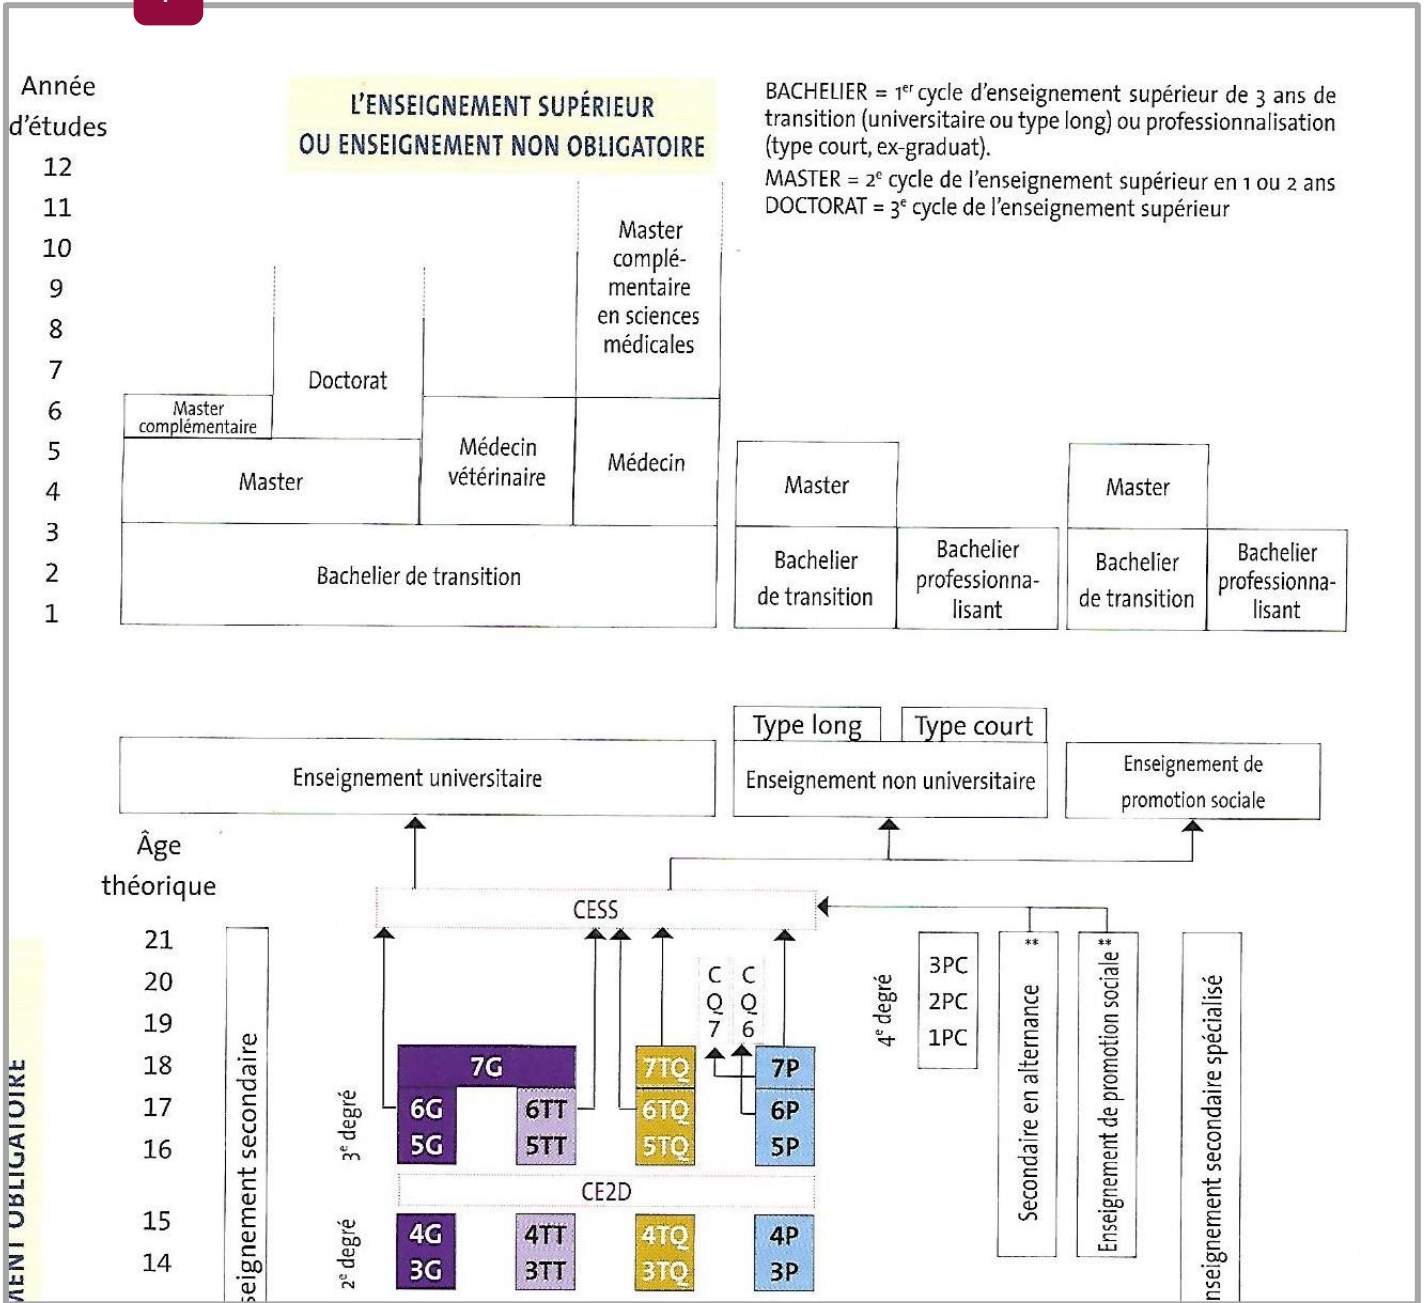 Année
d'études
12
11
10
9
8
7
6
5
4
3
2
1
L'ENSEIGNEMENT SUPÉRIEUR
OU ENSEIGNEMENT NON OBLIGATOIRE
BACHELIER = 1er cycle d'enseignement supérieur de 3 ans de
transition (universitaire ou type long) ou professionnalisation
(type court, ex-graduat).
MASTER = 2e cycle de l'enseignement supérieur en 1 ou 2 ans
DOCTORAT = 3e cycle de l'enseignement supérieur
Master
complé-
mentaire
en sciences
médicales
Doctorat
Master
complémentaire
Master
Médecin
vétérinaire
Médecin
Bachelier de transition
Master
Bachelier
de transition
Bachelier
professionna-
lisant
Master
Bachelier
de transition
Bachelier
professionna-
lisant
Enseignement universitaire
Type long
Type court
Enseignement non universitaire
Enseignement de
promotion sociale
Âge
théorique
21
20
19
18
17
16
15
14
CESS
C
Q
7
C
Q
6
7G
6G
5G
6TT
5TT
7TQ
6TQ
5TQ
7P
6P
5P
3e degré
CE2D
2e degré
4G
3G
4TT
3TT
4TQ
3TQ
4P
3P
4e degré
3PC
2PC
1PC
Secondaire en alternance **
Enseignement de promotion sociale **
nseignement secondaire spécialisé
seignement secondaire
MENT OBLIGATOIRE